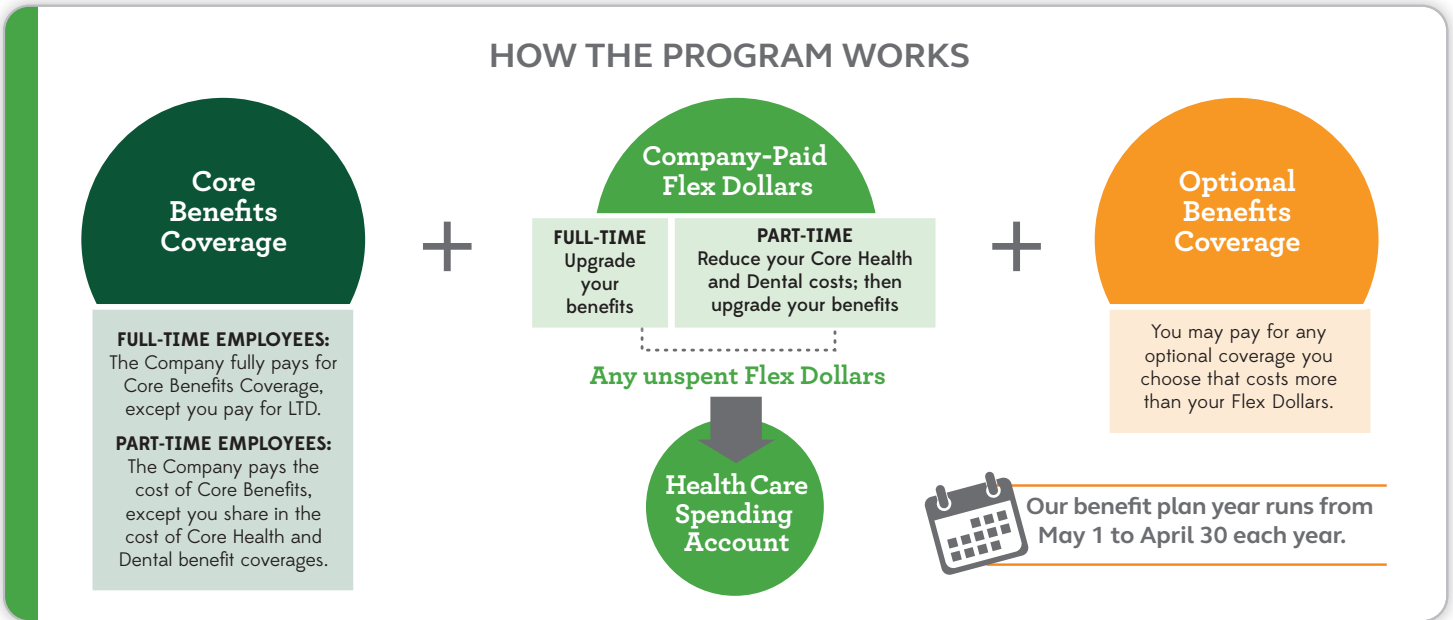 HOW THE PROGRAM WORKS
Core
Benefits
Coverage
FULL-TIME EMPLOYEES:
The Company fully pays for
Core Benefits Coverage,
except you pay for LTD.
PART-TIME EMPLOYEES:
The Company pays the
cost of Core Benefits,
except you share in the
cost of Core Health and
Dental benefit coverages.
+
Company-Paid
Flex Dollars
FULL-TIME
Upgrade
your
benefits
PART-TIME
Reduce your Core Health
and Dental costs; then
upgrade your benefits
Any unspent Flex Dollars
Health Care
Spending
Account
+
Optional
Benefits
Coverage
You may pay for any
optional coverage you
choose that costs more
than your Flex Dollars.
Our benefit plan year runs from
May 1 to April 30 each year.